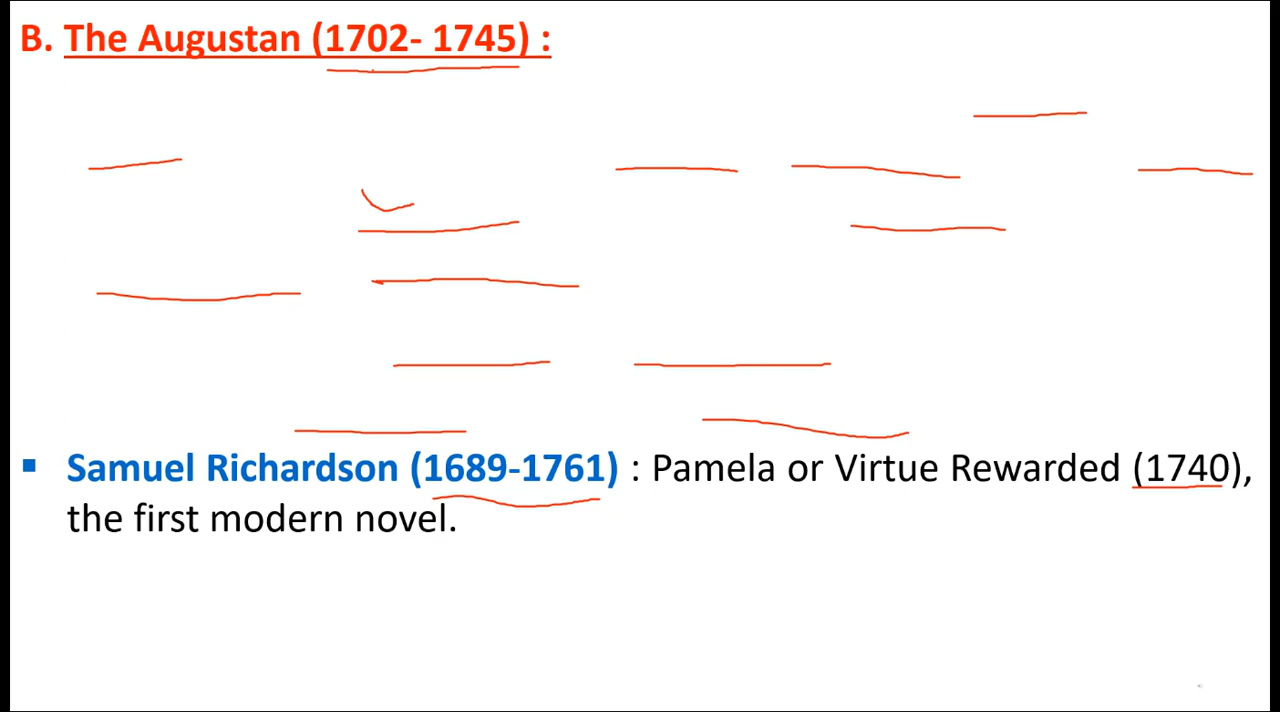 B. The Augustan (1702- 1745) :
▪ Samuel Richardson (1689-1761) : Pamela or Virtue Rewarded (1740),
the first modern novel.